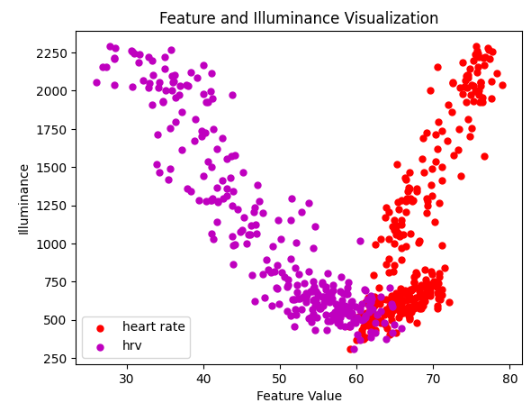 Feature and Illuminance Visualization
Illuminance
2250
2000
1750
1500
1250
1000
750
500
250
heart rate
hrv
30 40 50 60 70 80
Feature Value